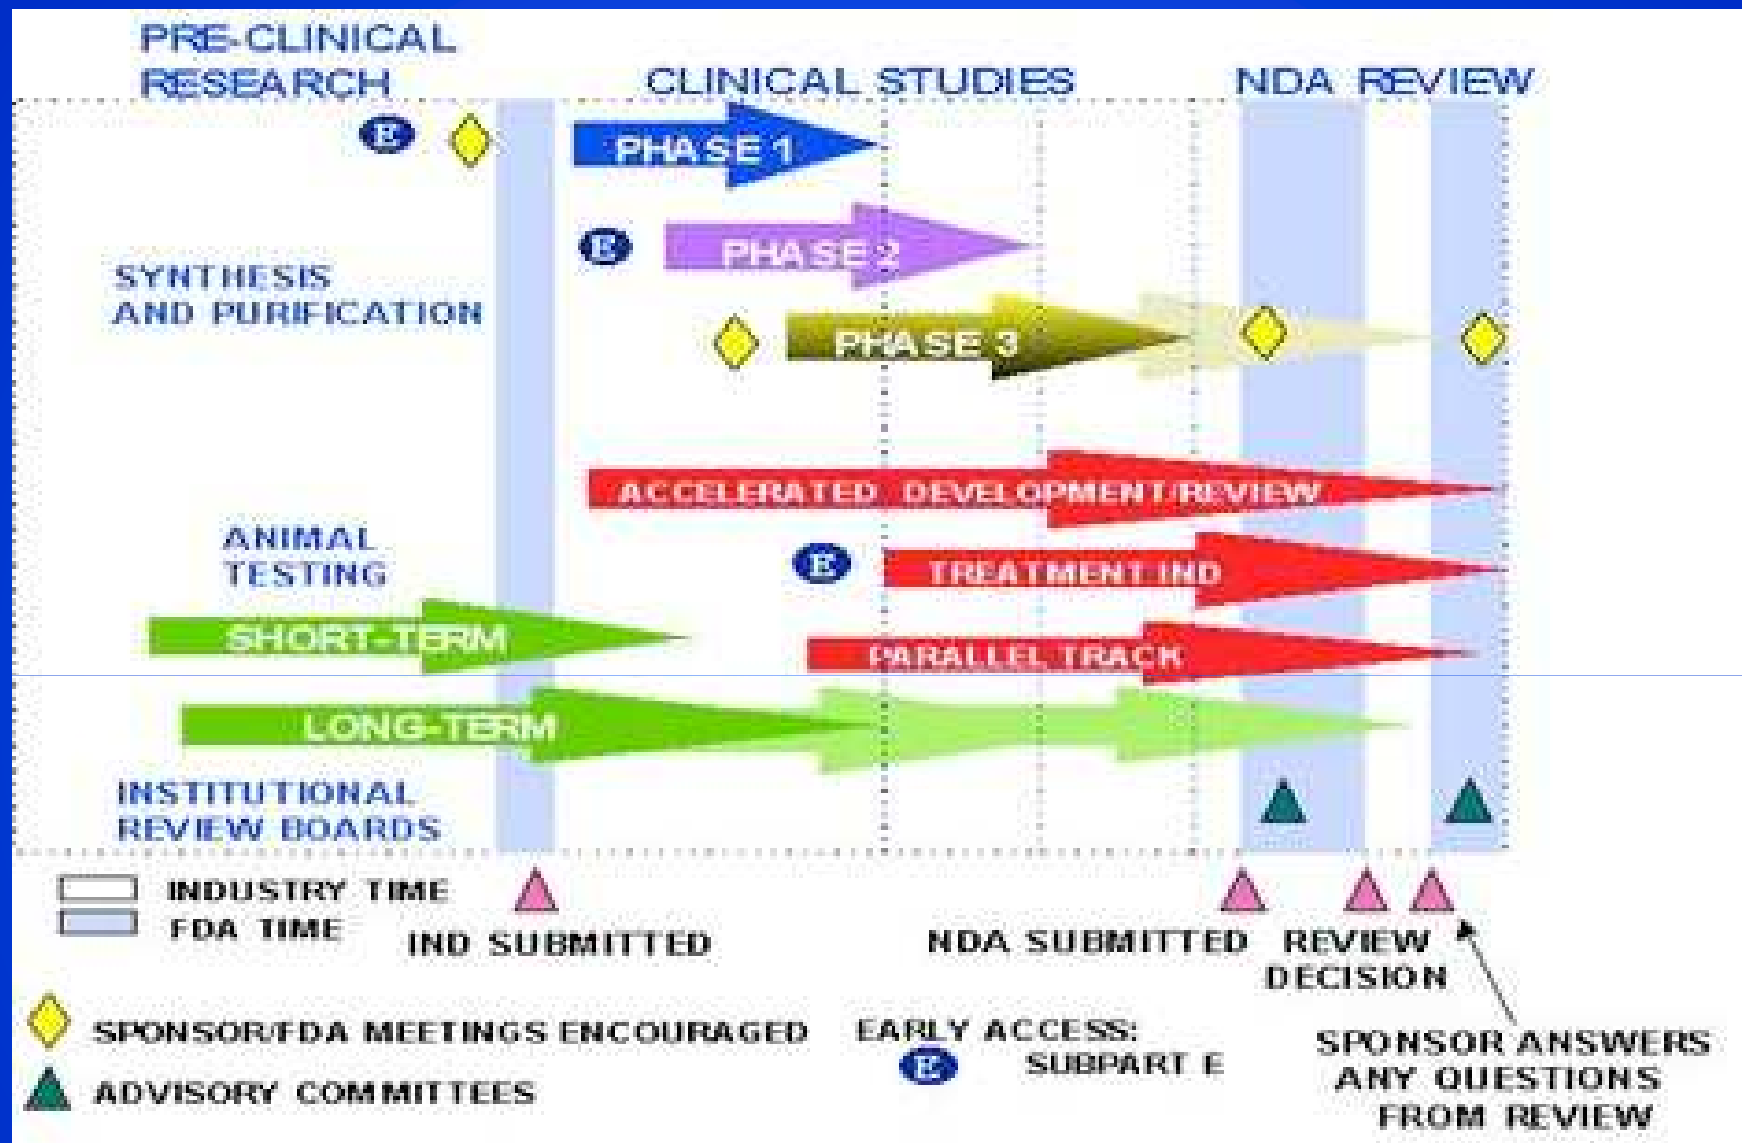 PRE-CLINICAL
RESEARCH
CLINICAL STUDIES
NDA REVIEW
E
PHASE 1
E
PHASE 2
SYNTHESIS
AND PURIFICATION
PHASE 3
ACCELERATED DEVELOPMENT/REVIEW
ANIMAL
TESTING
E
TREATMENT IND
SHORT-TERM
PARALLEL TRACK
LONG-TERM
INSTITUTIONAL
REVIEW BOARDS
INDUSTRY TIME
FDA TIME
IND SUBMITTED
NDA SUBMITTED
REVIEW
DECISION
SPONSOR/FDA MEETINGS ENCOURAGED
ADVISORY COMMITTEES
EARLY ACCESS:
E SUBPART E
SPONSOR ANSWERS
ANY QUESTIONS
FROM REVIEW